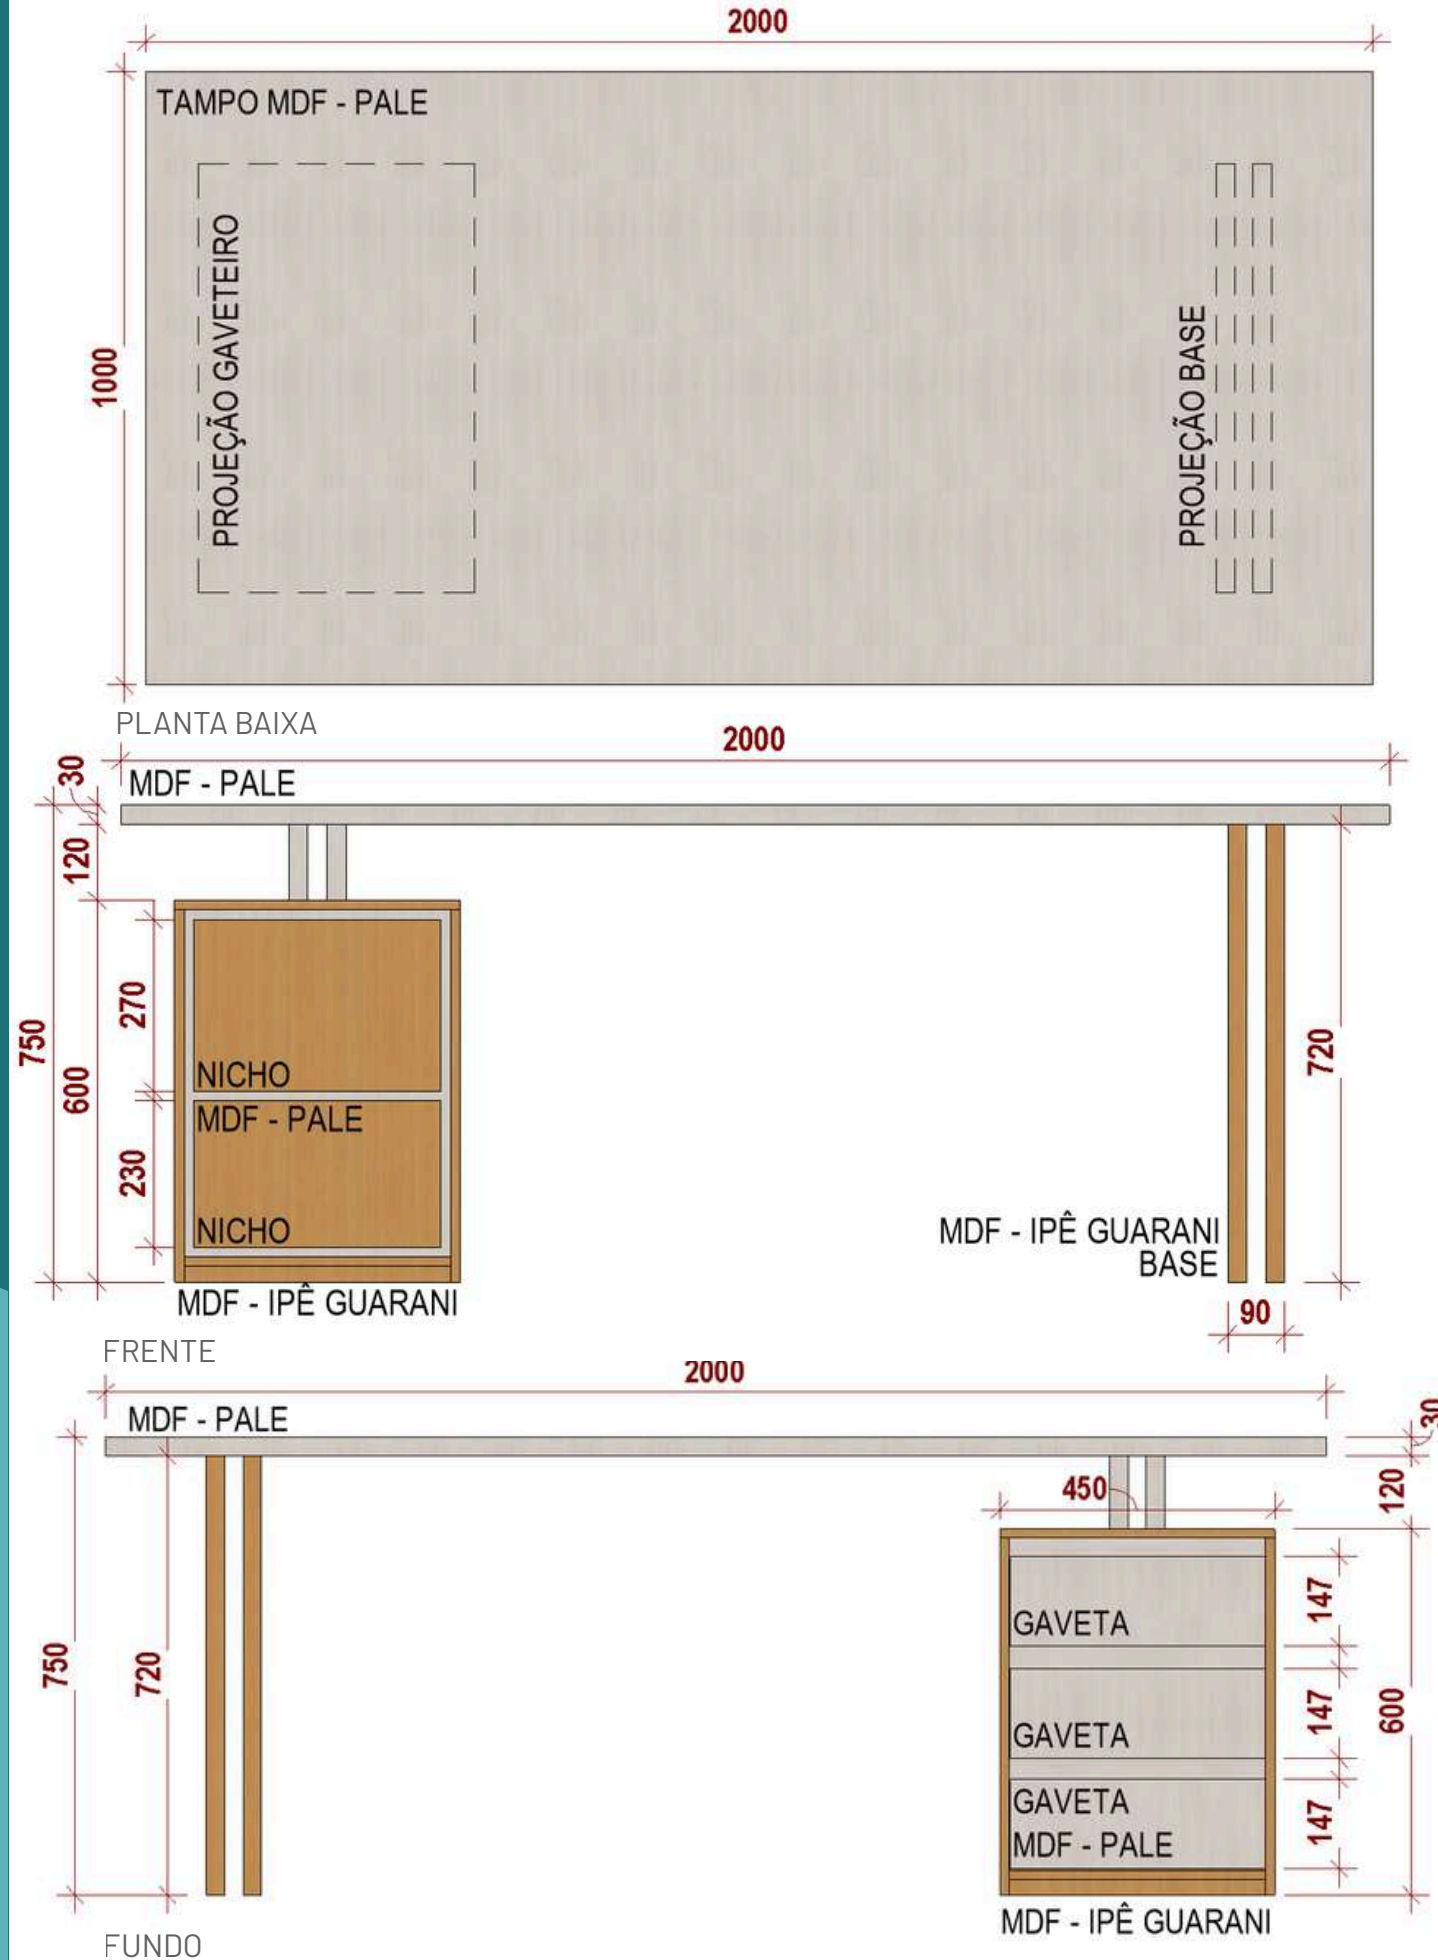 2000
TAMPO MDF - PALE
PROJEÇÃO GAVETEIRO
PROJEÇÃO BASE
1000
PLANTA BAIXA
2000
30
MDF - PALE
120
270
750
600
NICHO
MDF - PALE
230
NICHO
720
MDF - IPÊ GUARANI
BASE
90
MDF - IPÊ GUARANI
FRENTE
2000
MDF - PALE
30
450
120
147
GAVETA
750
720
147
GAVETA
600
GAVETA
147
MDF - PALE
MDF - IPÊ GUARANI
FUNDO